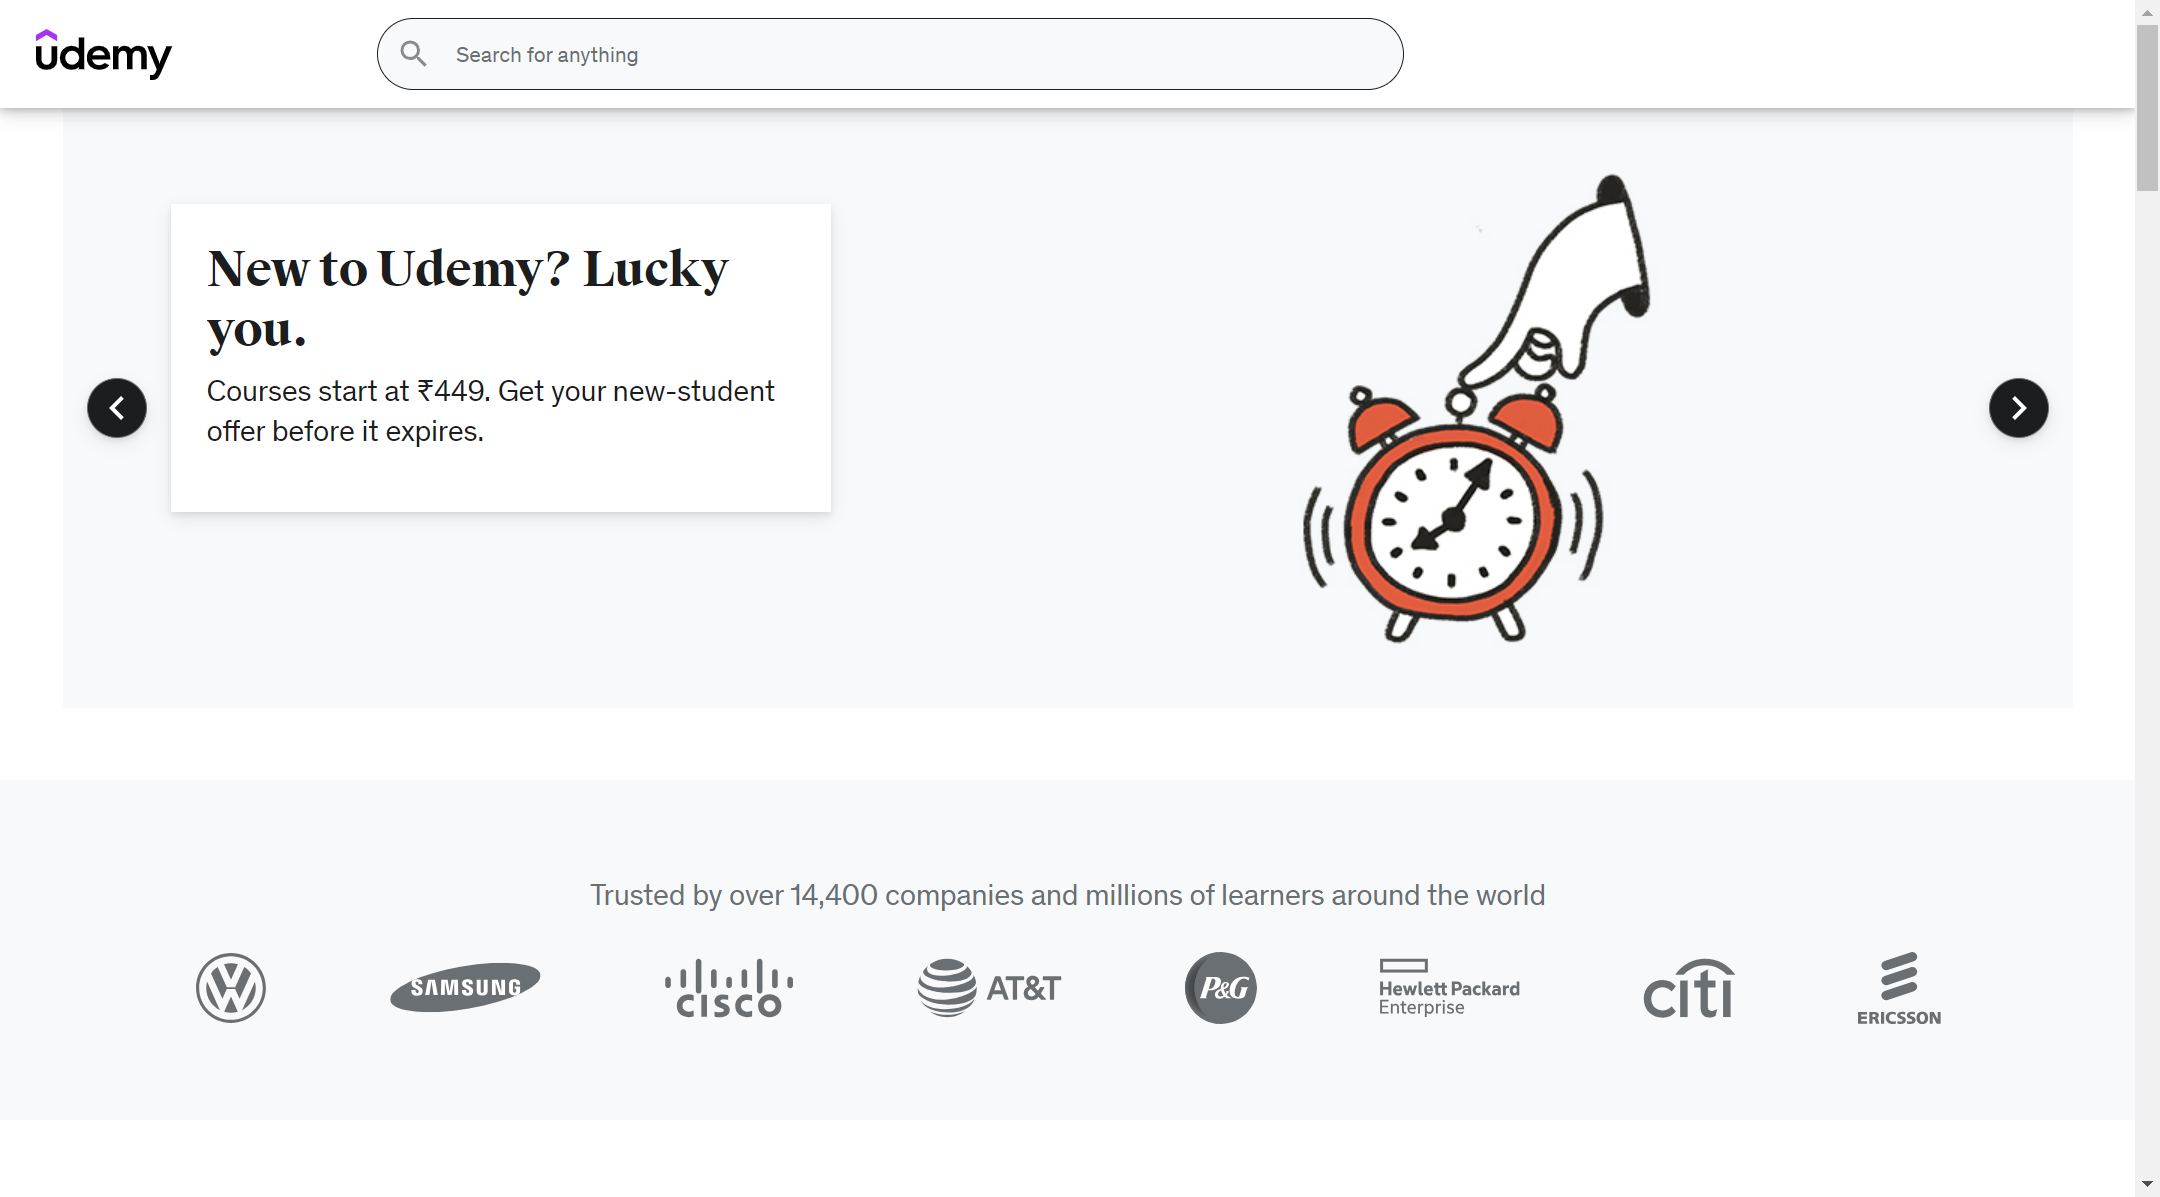 udemy
Search for anything
New to Udemy? Lucky
you.
Courses start at ₹449. Get your new-student
offer before it expires.
Trusted by over 14,400 companies and millions of learners around the world
SAMSUNG
CISCO
AT&T
P&G
Hewlett Packard
Enterprise
citi
ERICSSON